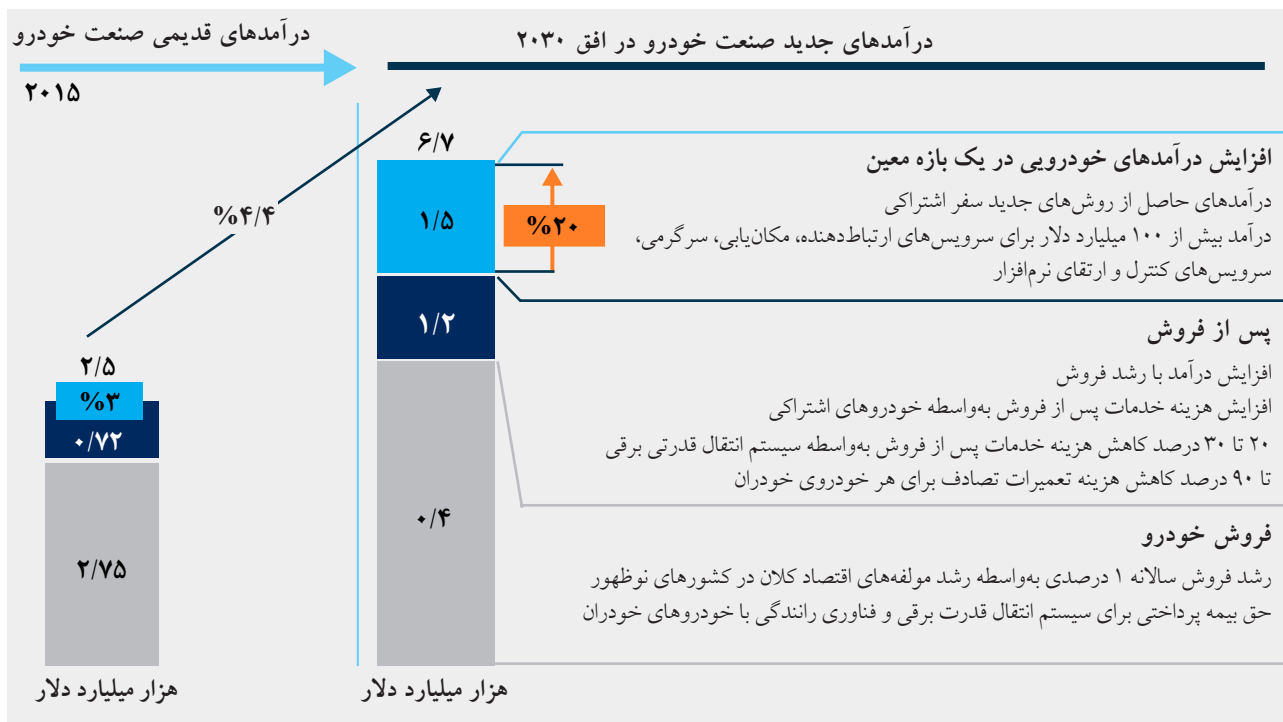 درآمدهای جدید صنعت خودرو در افق ۲۰۳۰
درآمدهای قدیمی صنعت خودرو
۲۰۱۵
%۴/۴
۶/۷
۱/۵
%۲۰
۱/۲
۰/۴
هزار میلیارد دلار
۲/۵
%۳
۰/۷۲
۲/۷۵
هزار میلیارد دلار
افزایش درآمدهای خودرویی در یک بازه معین
درآمدهای حاصل از روش‌های جدید سفر اشتراکی
درآمد بیش از ۱۰۰ میلیارد دلار برای سرویس‌های ارتباط‌دهنده، مکان‌یابی، سرگرمی،
سرویس‌های کنترل و ارتقای نرم‌افزار
پس از فروش
افزایش درآمد با رشد فروش
افزایش هزینه خدمات پس از فروش به‌واسطه خودروهای اشتراکی
۲۰ تا ۳۰ درصد کاهش هزینه خدمات پس از فروش به‌واسطه سیستم انتقال قدرتی برقی
تا ۹۰ درصد کاهش هزینه تعمیرات تصادف برای هر خودروی خودران
فروش خودرو
رشد فروش سالانه ۱ درصدی به‌واسطه رشد مولفه‌های اقتصاد کلان در کشورهای نوظهور
حق بیمه پرداختی برای سیستم انتقال قدرت برقی و فناوری رانندگی با خودروهای خودران